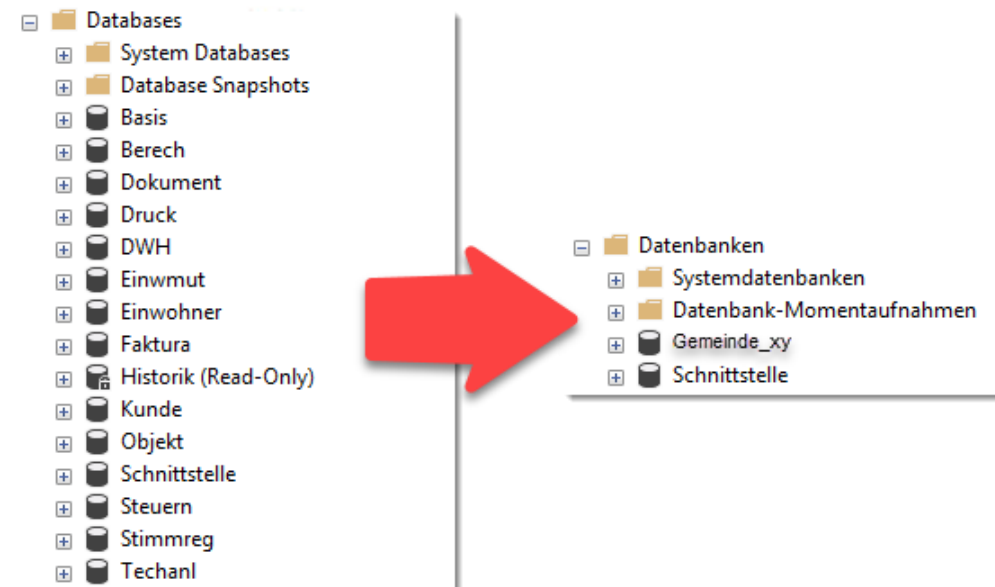 Databases
System Databases
Database Snapshots
Basis
Berech
Dokument
Druck
DWH
Einwmut
Einwohner
Faktura
Historik (Read-Only)
Kunde
Objekt
Schnittstelle
Steuern
Stimmreg
Techanl
Datenbanken
Systemdatenbanken
Datenbank-Momentaufnahmen
Gemeinde_xy
Schnittstelle